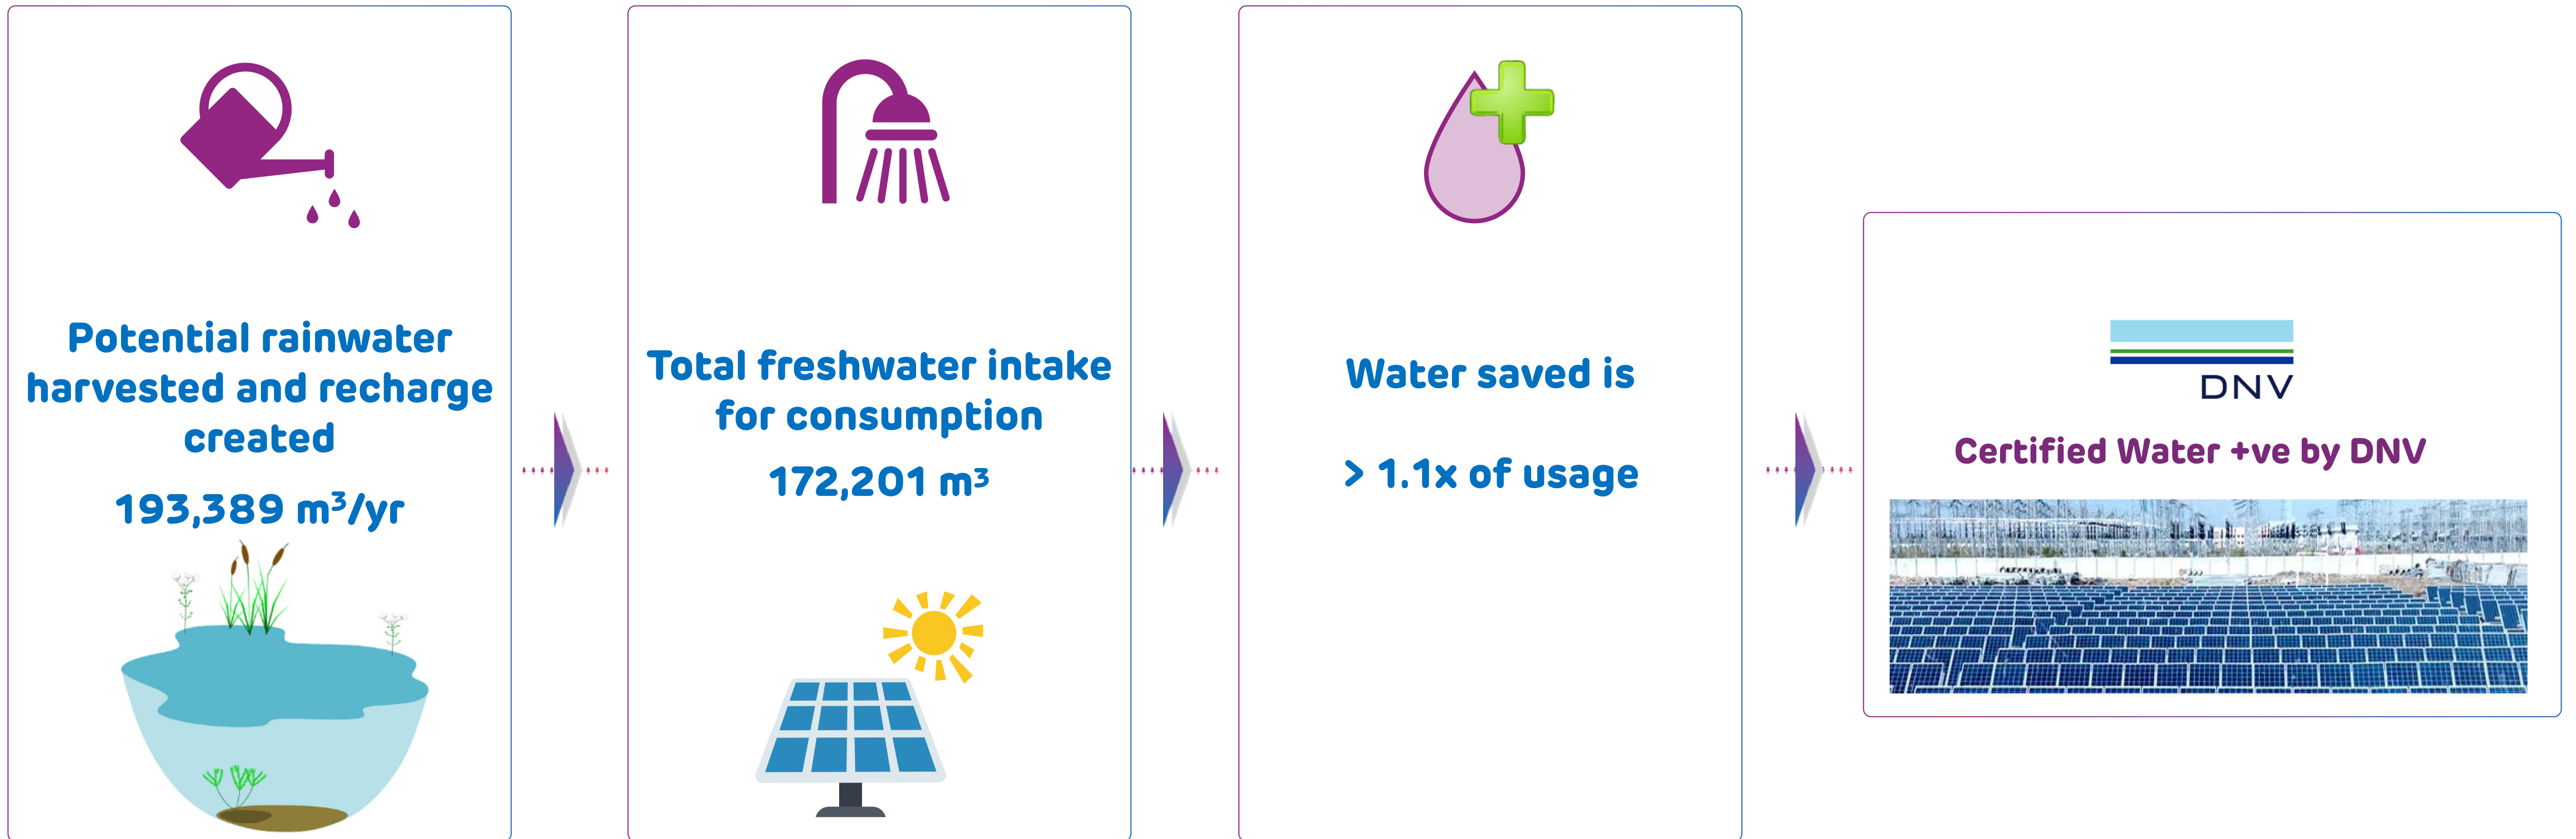 Potential rainwater
harvested and recharge
created
193,389 m³/yr
Total freshwater intake
for consumption
172,201 m³
Water saved is
> 1.1x of usage
DNV
Certified Water +ve by DNV